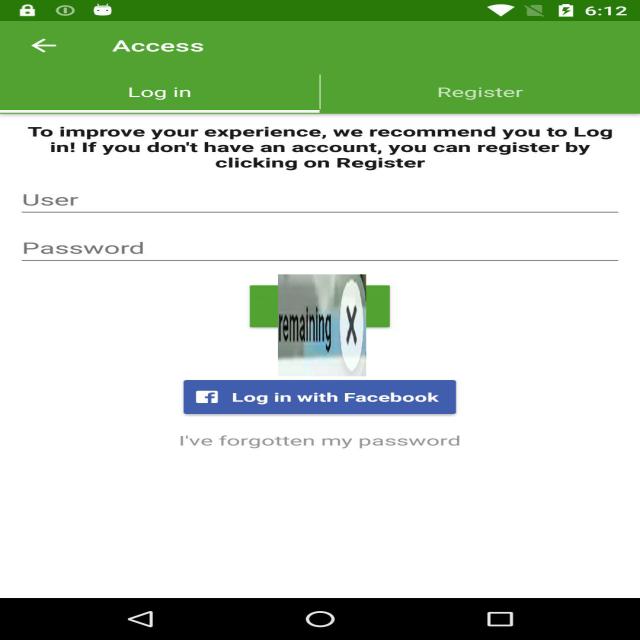 6:12
Access
Log in
Register
To improve your experience, we recommend you to Log
in! If you don't have an account, you can register by
clicking on Register
User
Password
remaining X
Log in with Facebook
I've forgotten my password